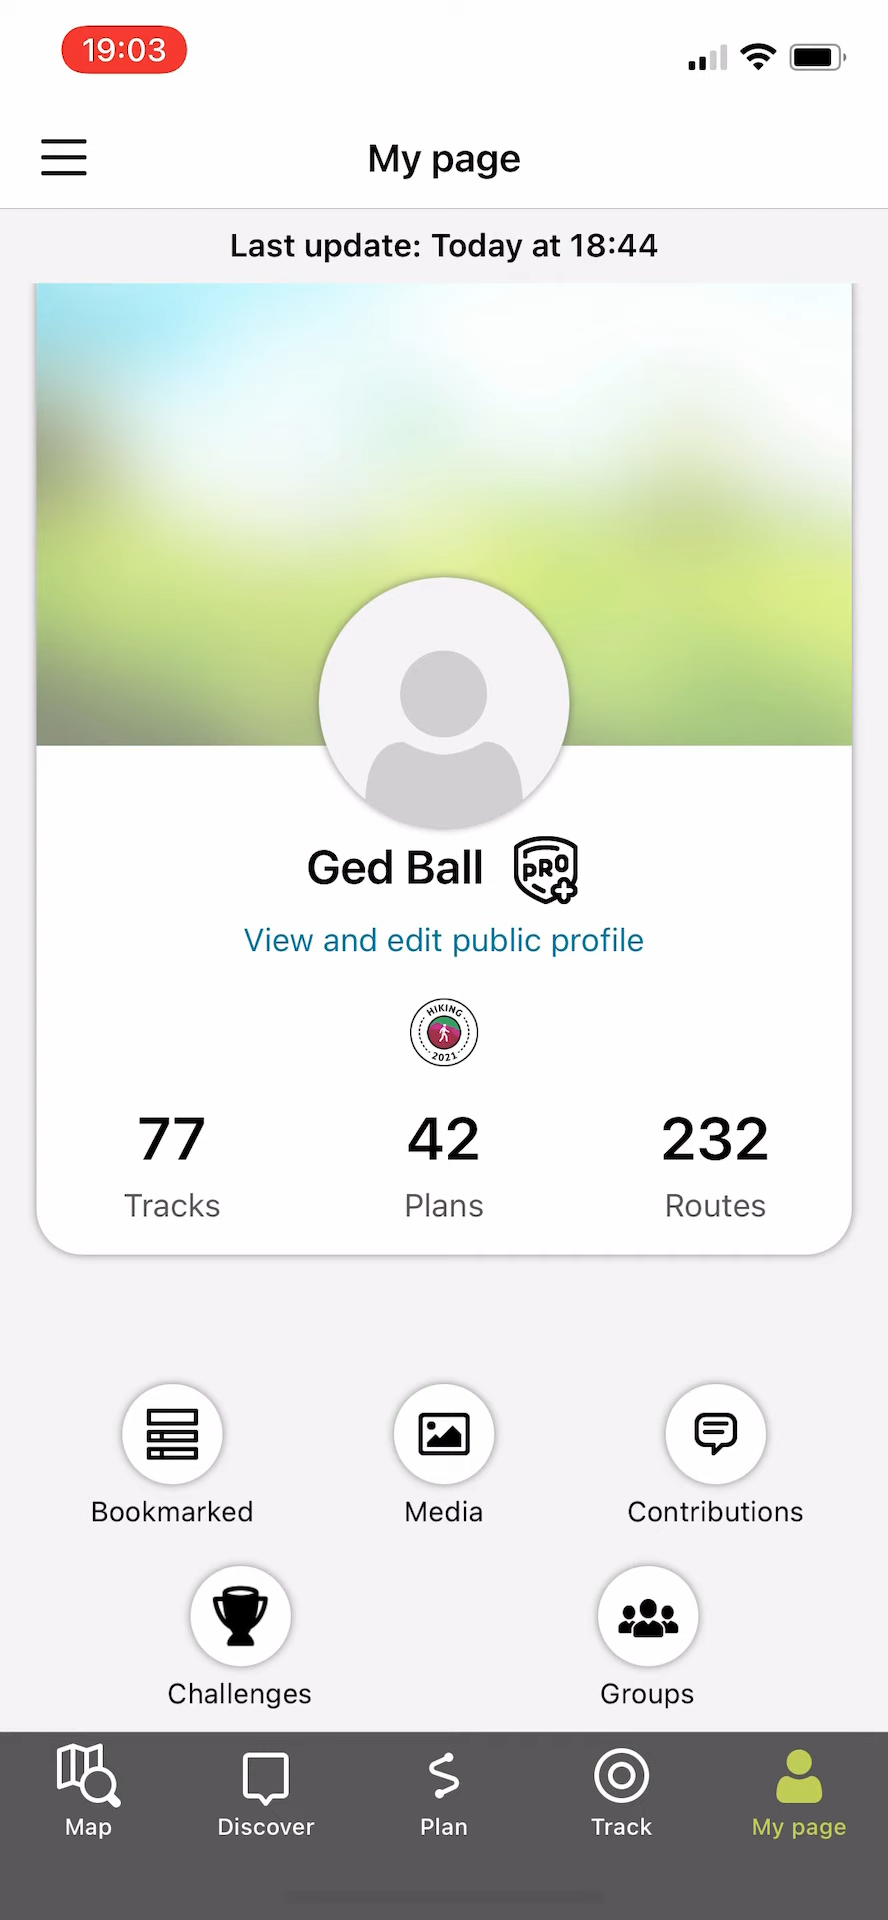 19:03
My page
Last update: Today at 18:44
Ged Ball
PRO
View and edit public profile
HIKING
2021
77 42 232
Tracks Plans Routes
Bookmarked Media Contributions
Challenges Groups
Map Discover Plan Track My page